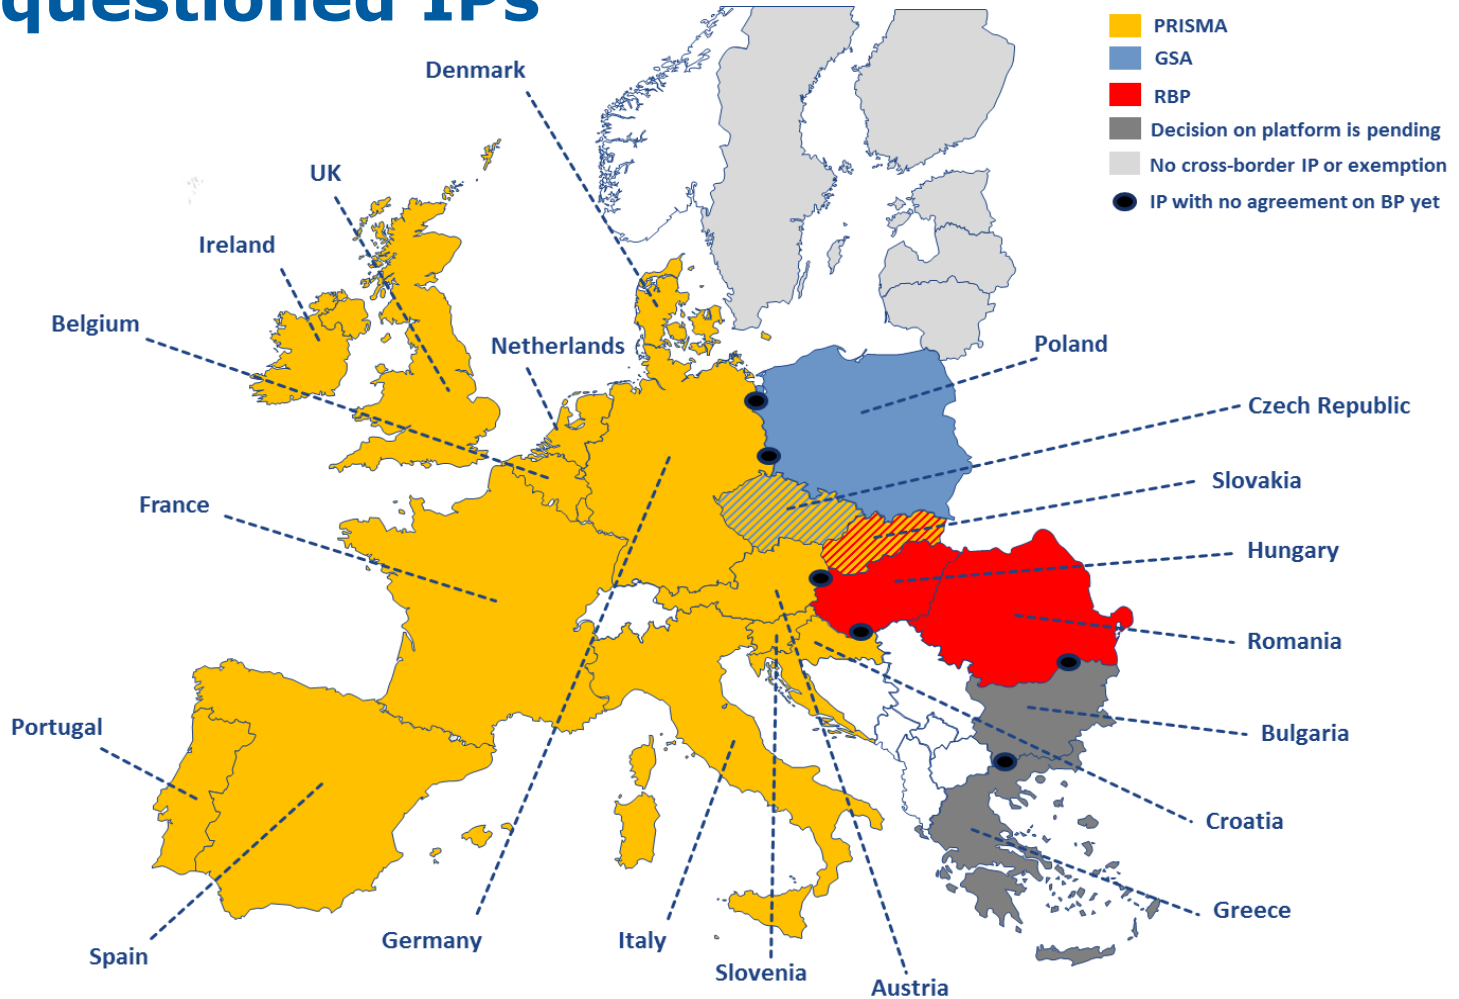 questioned IPs
PRISMA
GSA
RBP
Decision on platform is pending
No cross-border IP or exemption
IP with no agreement on BP yet
Denmark
UK
Ireland
Belgium
Netherlands
Poland
Czech Republic
Slovakia
France
Hungary
Romania
Portugal
Bulgaria
Croatia
Greece
Germany
Italy
Spain
Slovenia
Austria